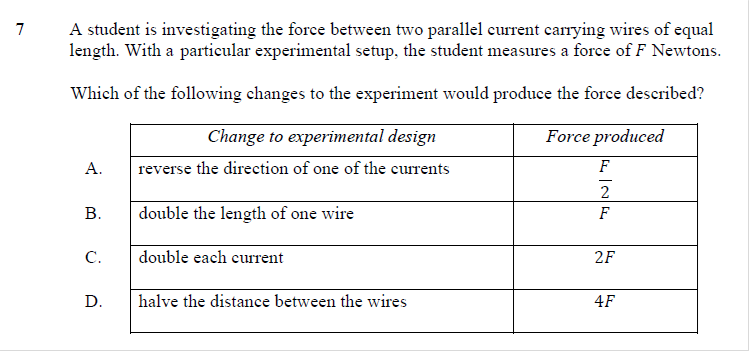 7 A student is investigating the force between two parallel current carrying wires of equal
length. With a particular experimental setup, the student measures a force of F Newtons.
Which of the following changes to the experiment would produce the force described?
Change to experimental design Force produced
A. reverse the direction of one of the currents F/2
B. double the length of one wire F
C. double each current 2F
D. halve the distance between the wires 4F